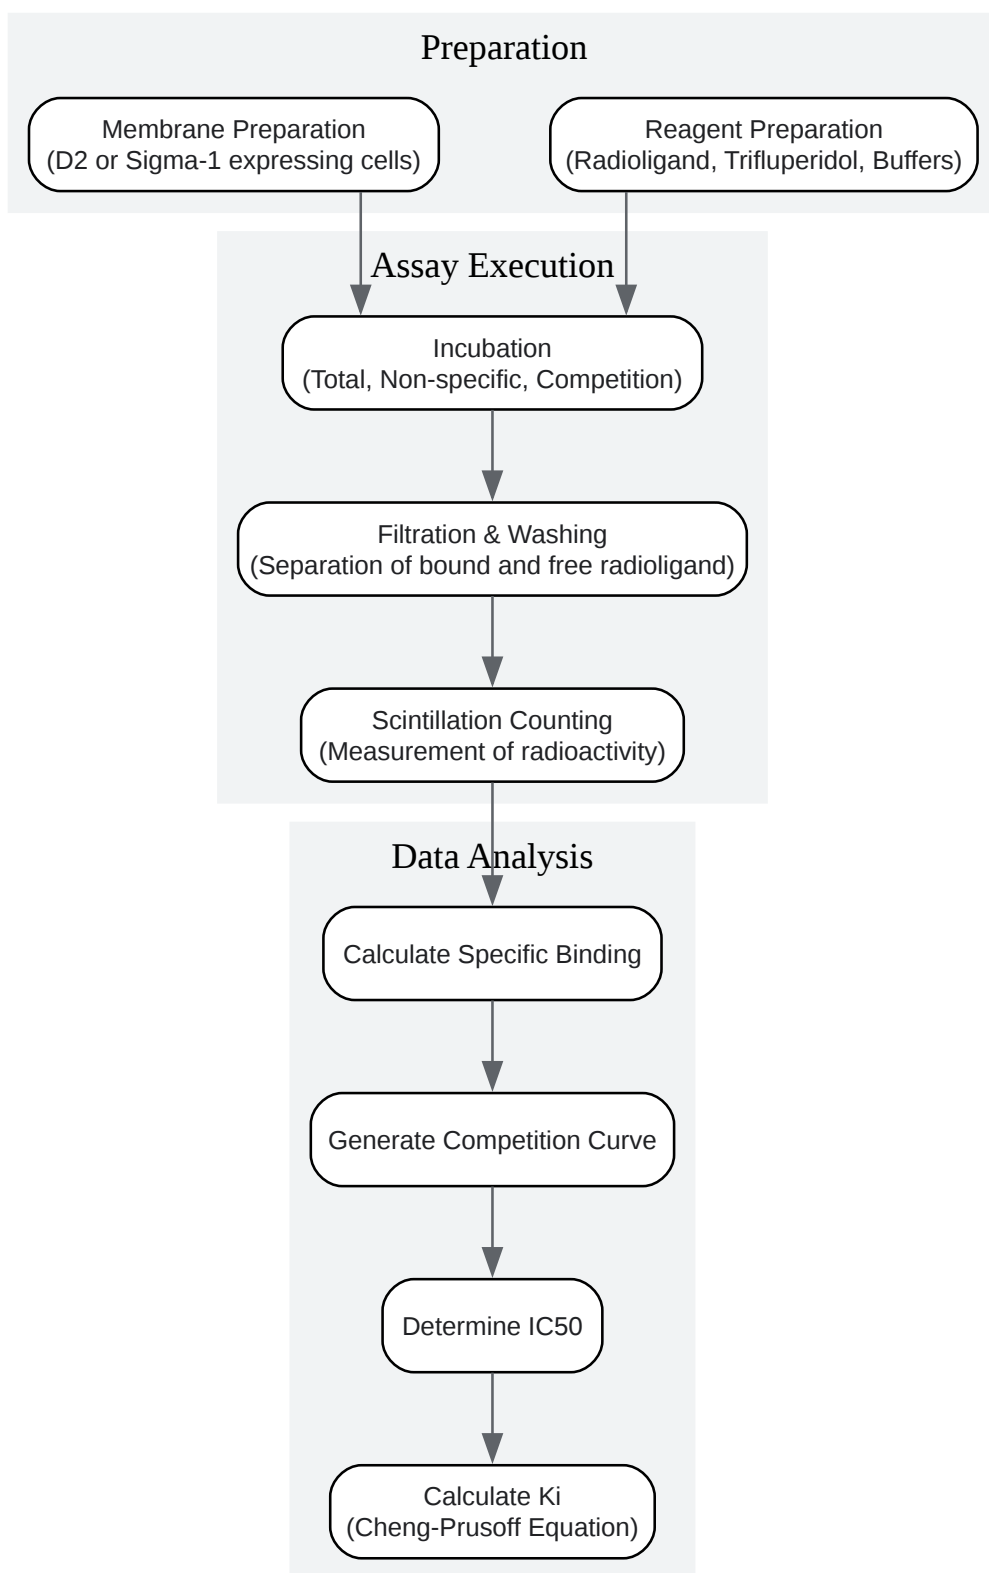 Preparation
Membrane Preparation
(D2 or Sigma-1 expressing cells)
Reagent Preparation
(Radioligand, Trifluperidol, Buffers)
Assay Execution
Incubation
(Total, Non-specific, Competition)
Filtration & Washing
(Separation of bound and free radioligand)
Scintillation Counting
(Measurement of radioactivity)
Data Analysis
Calculate Specific Binding
Generate Competition Curve
Determine IC50
Calculate Ki
(Cheng-Prusoff Equation)